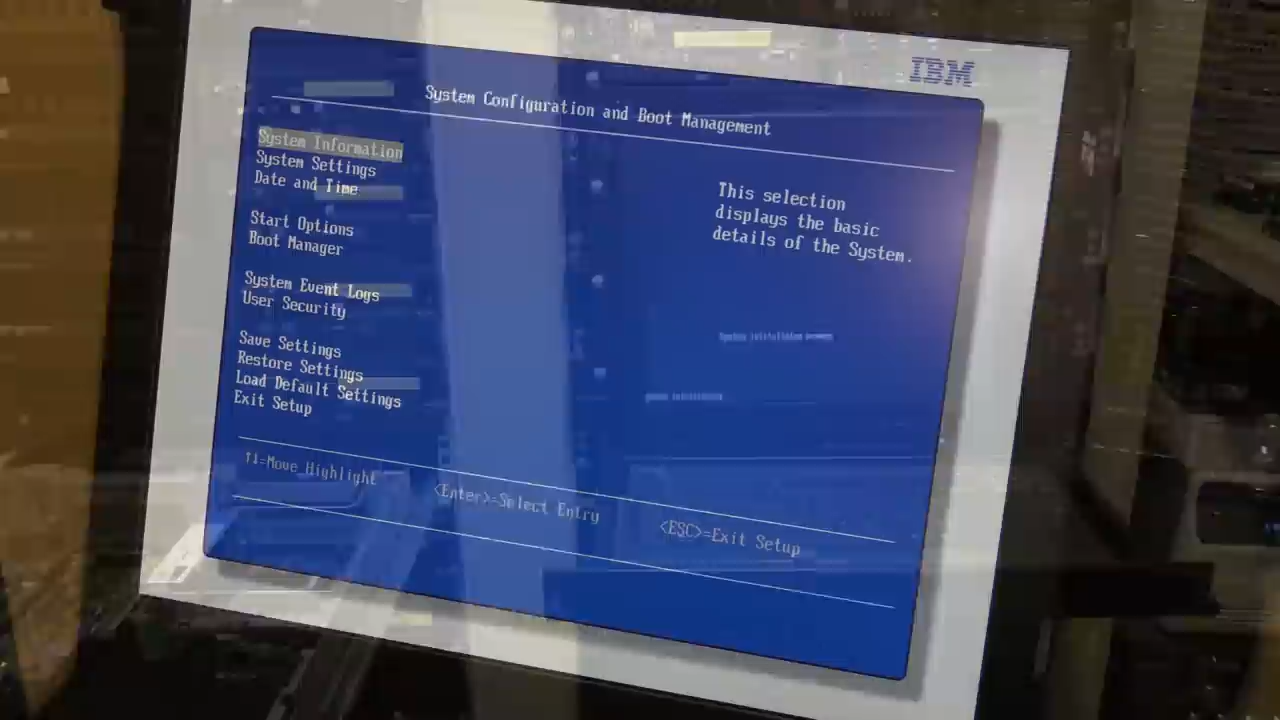 IBM
System Configuration and Boot Management
System Information
System Settings
Date and Time
Start Options
Boot Manager
System Event Logs
User Security
Save Settings
Restore Settings
Load Default Settings
Exit Setup
This selection
displays the basic
details of the System.
↑↓=Move Highlight
<Enter>=Select Entry
<ESC>=Exit Setup